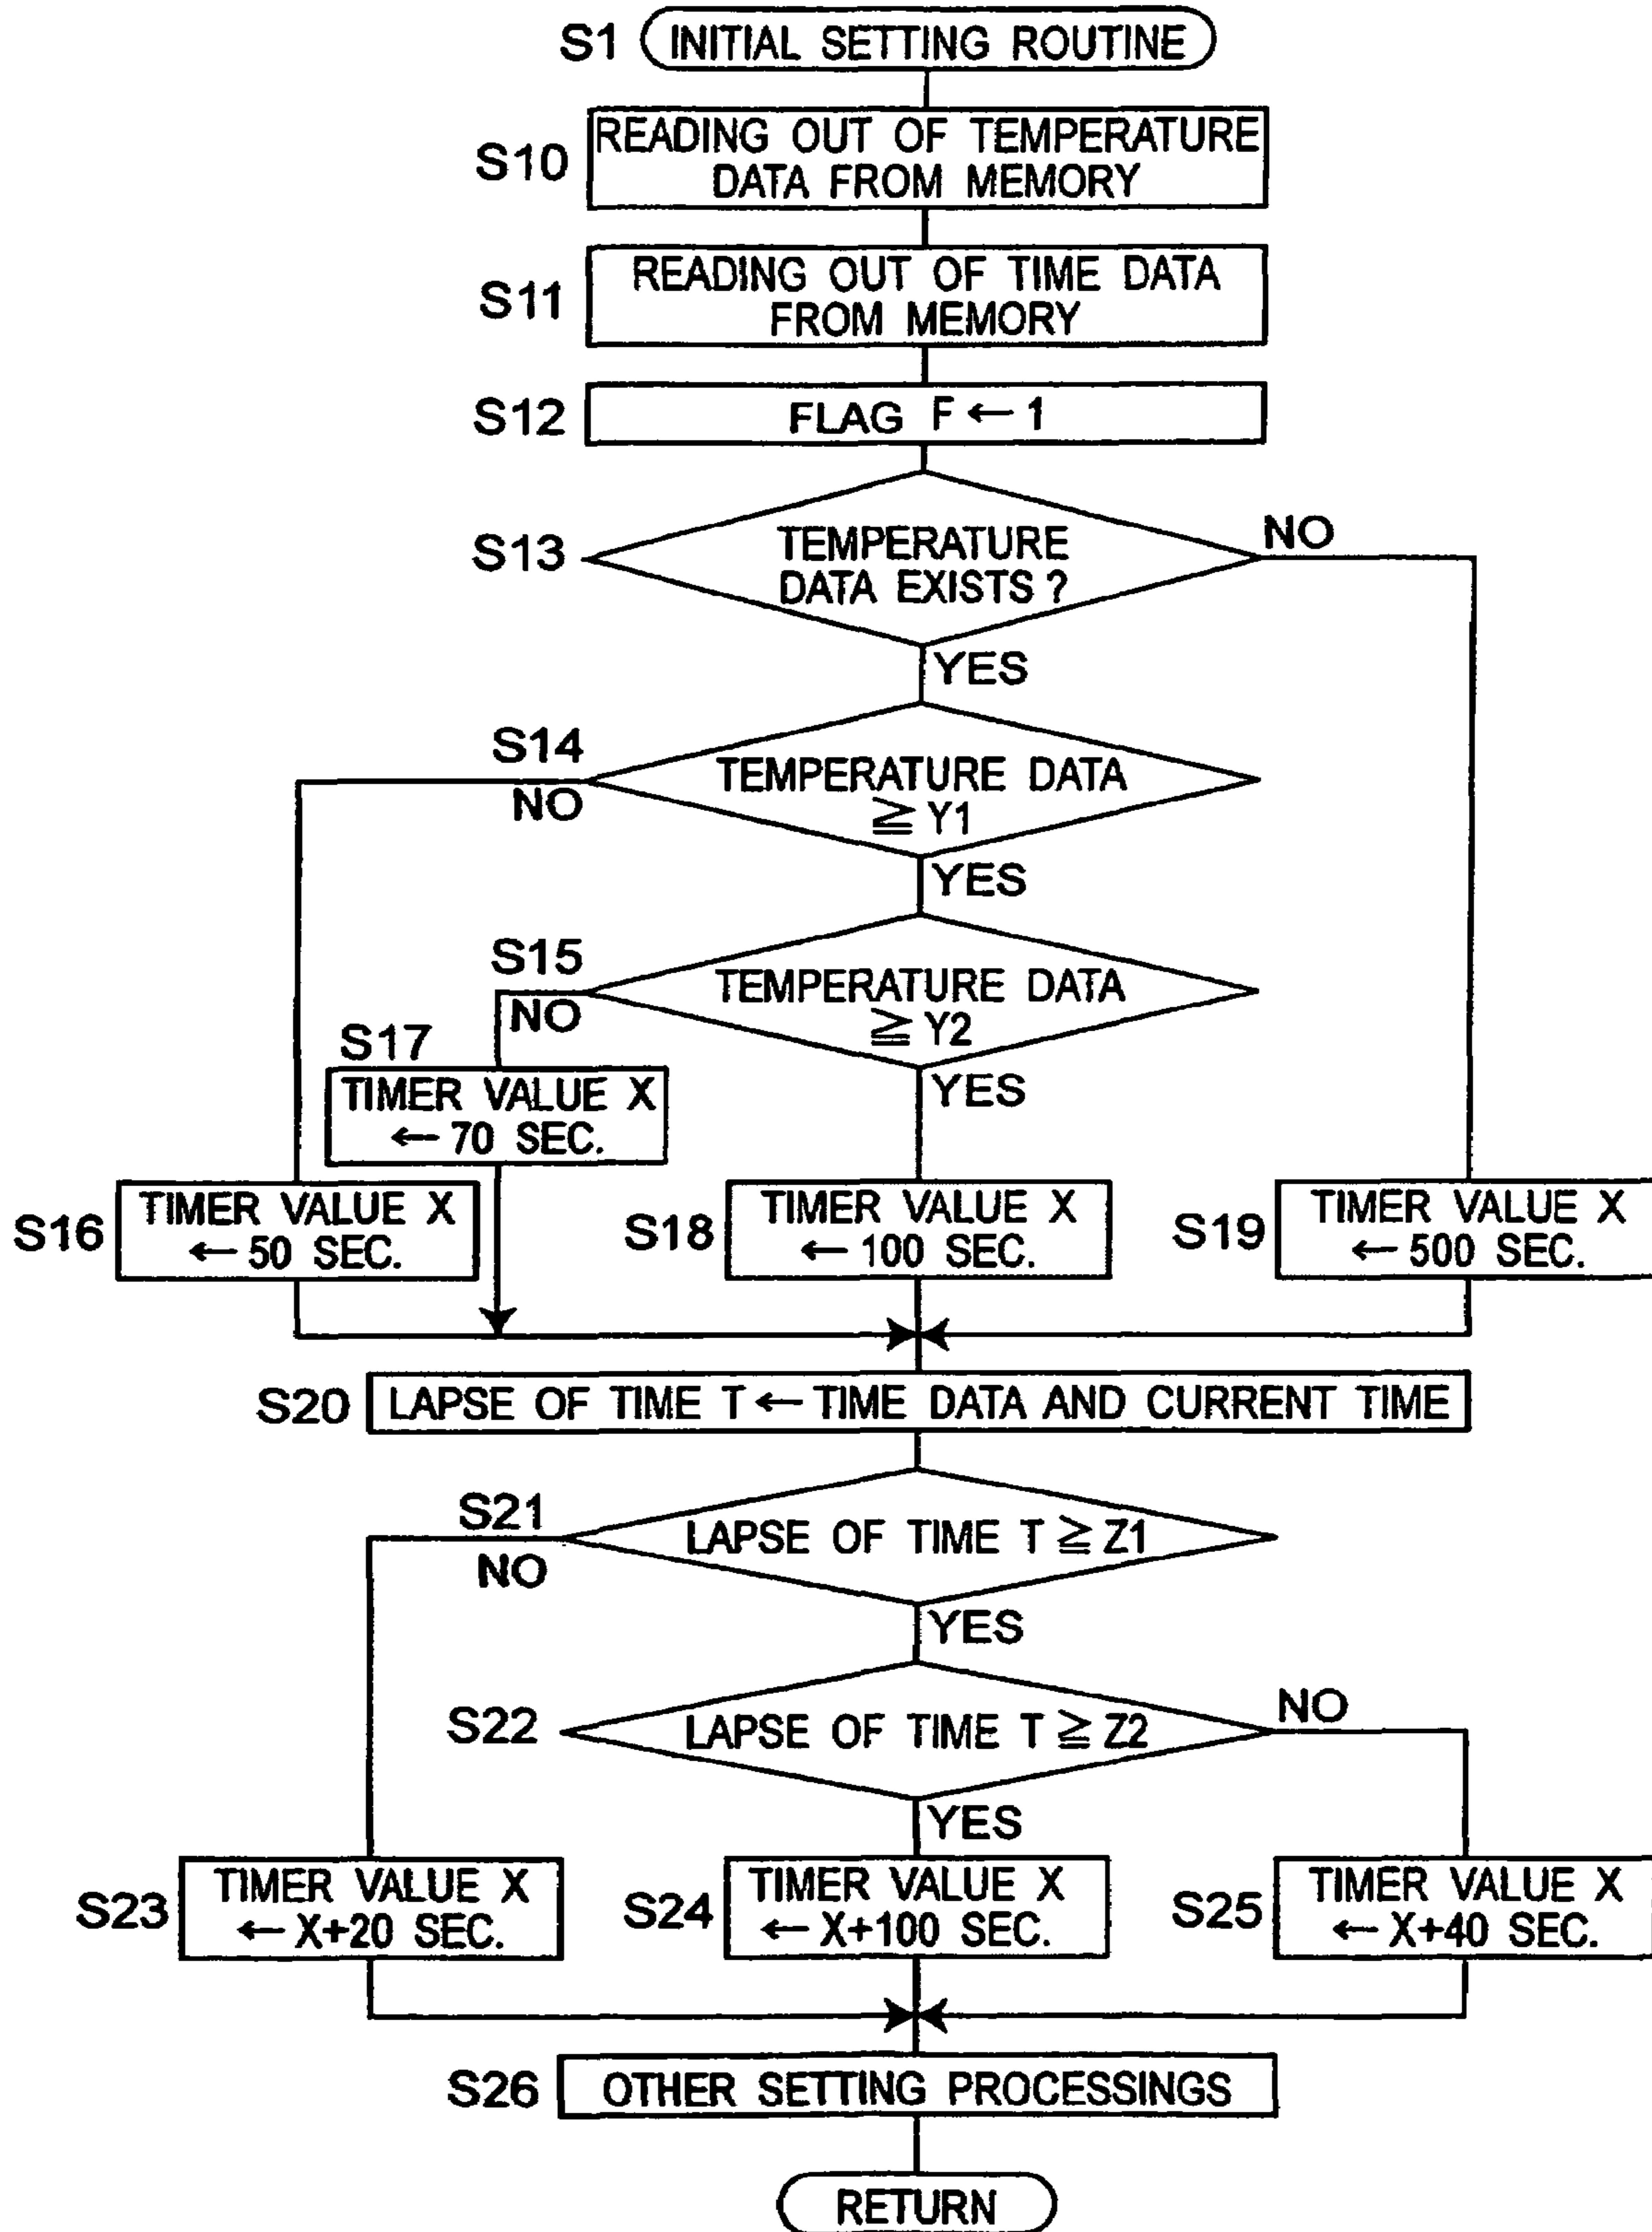 S1 INITIAL SETTING ROUTINE
S10 READING OUT OF TEMPERATURE
DATA FROM MEMORY
S11 READING OUT OF TIME DATA
FROM MEMORY
S12 FLAG F ← 1
S13 TEMPERATURE
DATA EXISTS ?
NO
YES
S14
NO
TEMPERATURE DATA
≧ Y1
YES
S15
NO
TEMPERATURE DATA
≧ Y2
YES
S17
TIMER VALUE X
← 70 SEC.
S16 TIMER VALUE X
← 50 SEC.
S18 TIMER VALUE X
← 100 SEC.
S19 TIMER VALUE X
← 500 SEC.
S20 LAPSE OF TIME T ← TIME DATA AND CURRENT TIME
S21
NO
LAPSE OF TIME T ≧ Z1
YES
S22 LAPSE OF TIME T ≧ Z2
NO
YES
S23 TIMER VALUE X
← X+20 SEC.
S24 TIMER VALUE X
← X+100 SEC.
S25 TIMER VALUE X
← X+40 SEC.
S26 OTHER SETTING PROCESSINGS
RETURN